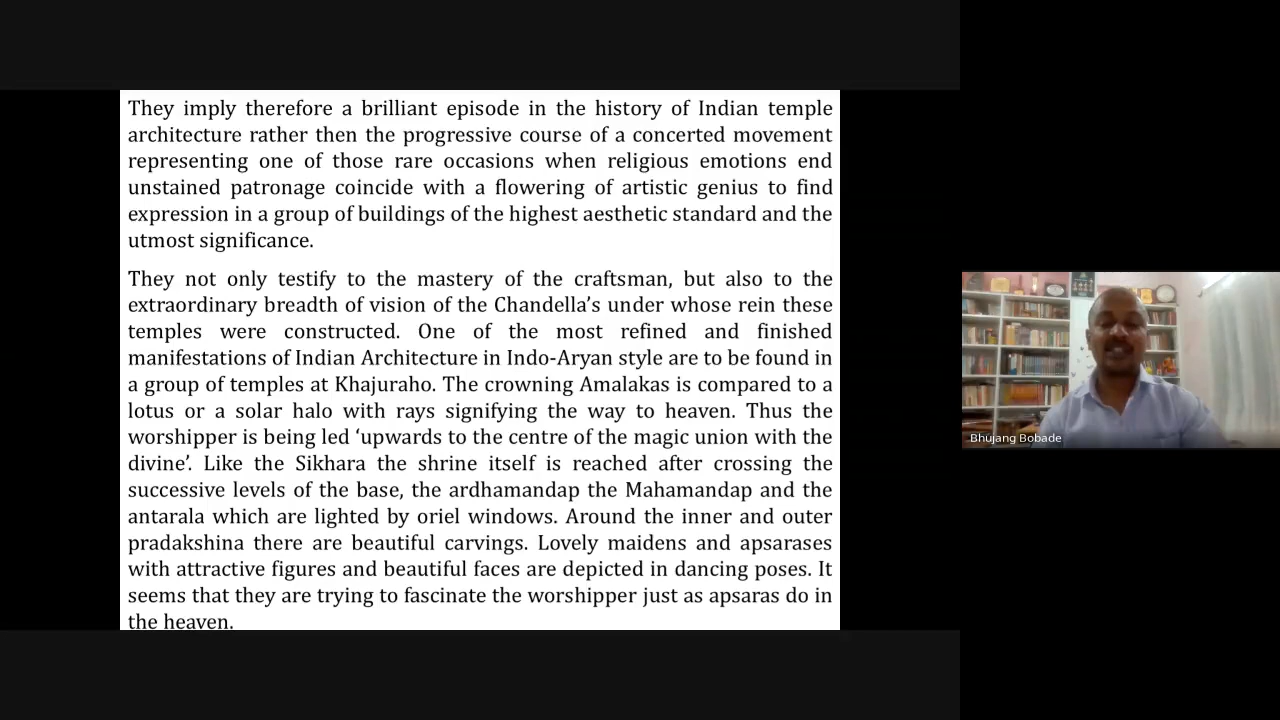 They imply therefore a brilliant episode in the history of Indian temple
architecture rather then the progressive course of a concerted movement
representing one of those rare occasions when religious emotions end
unstained patronage coincide with a flowering of artistic genius to find
expression in a group of buildings of the highest aesthetic standard and the
utmost significance.
They not only testify to the mastery of the craftsman, but also to the
extraordinary breadth of vision of the Chandella’s under whose rein these
temples were constructed. One of the most refined and finished
manifestations of Indian Architecture in Indo-Aryan style are to be found in
a group of temples at Khajuraho. The crowning Amalakas is compared to a
lotus or a solar halo with rays signifying the way to heaven. Thus the
worshipper is being led ‘upwards to the centre of the magic union with the
divine’. Like the Sikhara the shrine itself is reached after crossing the
successive levels of the base, the ardhamandap the Mahamandap and the
antarala which are lighted by oriel windows. Around the inner and outer
pradakshina there are beautiful carvings. Lovely maidens and apsarases
with attractive figures and beautiful faces are depicted in dancing poses. It
seems that they are trying to fascinate the worshipper just as apsaras do in
the heaven.
Bhujang Bobade